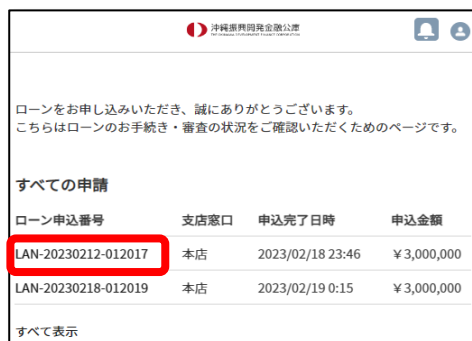 沖縄振興開発金融公庫
THE OKINAWA DEVELOPMENT FINANCE CORPORATION
ローンをお申し込みいただき、誠にありがとうございます。
こちらはローンのお手続き・審査の状況をご確認いただくためのページです。
すべての申請
ローン申込番号 支店窓口 申込完了日時 申込金額
LAN-20230212-012017 本店 2023/02/18 23:46 ￥3,000,000
LAN-20230218-012019 本店 2023/02/19 0:15 ￥3,000,000
すべて表示